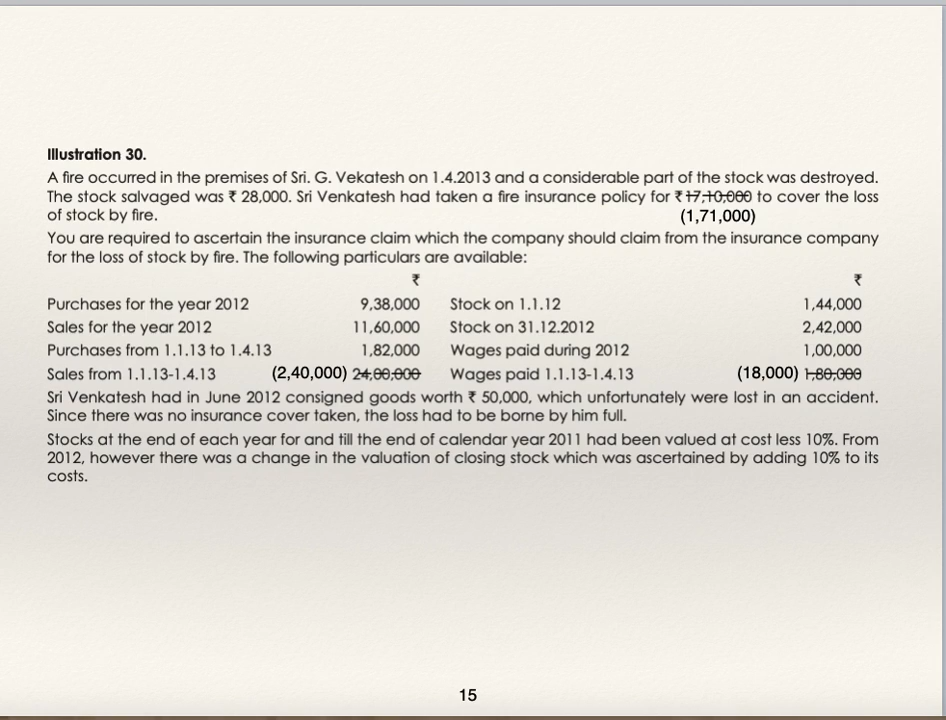 Illustration 30.
A fire occurred in the premises of Sri. G. Vekatesh on 1.4.2013 and a considerable part of the stock was destroyed.
The stock salvaged was ₹ 28,000. Sri Venkatesh had taken a fire insurance policy for ₹ 17,10,000 to cover the loss
of stock by fire. (1,71,000)
You are required to ascertain the insurance claim which the company should claim from the insurance company
for the loss of stock by fire. The following particulars are available:
₹ ₹
Purchases for the year 2012 9,38,000 Stock on 1.1.12 1,44,000
Sales for the year 2012 11,60,000 Stock on 31.12.2012 2,42,000
Purchases from 1.1.13 to 1.4.13 1,82,000 Wages paid during 2012 1,00,000
Sales from 1.1.13-1.4.13 (2,40,000) 24,00,000 Wages paid 1.1.13-1.4.13 (18,000) 1,80,000
Sri Venkatesh had in June 2012 consigned goods worth ₹ 50,000, which unfortunately were lost in an accident.
Since there was no insurance cover taken, the loss had to be borne by him full.
Stocks at the end of each year for and till the end of calendar year 2011 had been valued at cost less 10%. From
2012, however there was a change in the valuation of closing stock which was ascertained by adding 10% to its
costs.
15